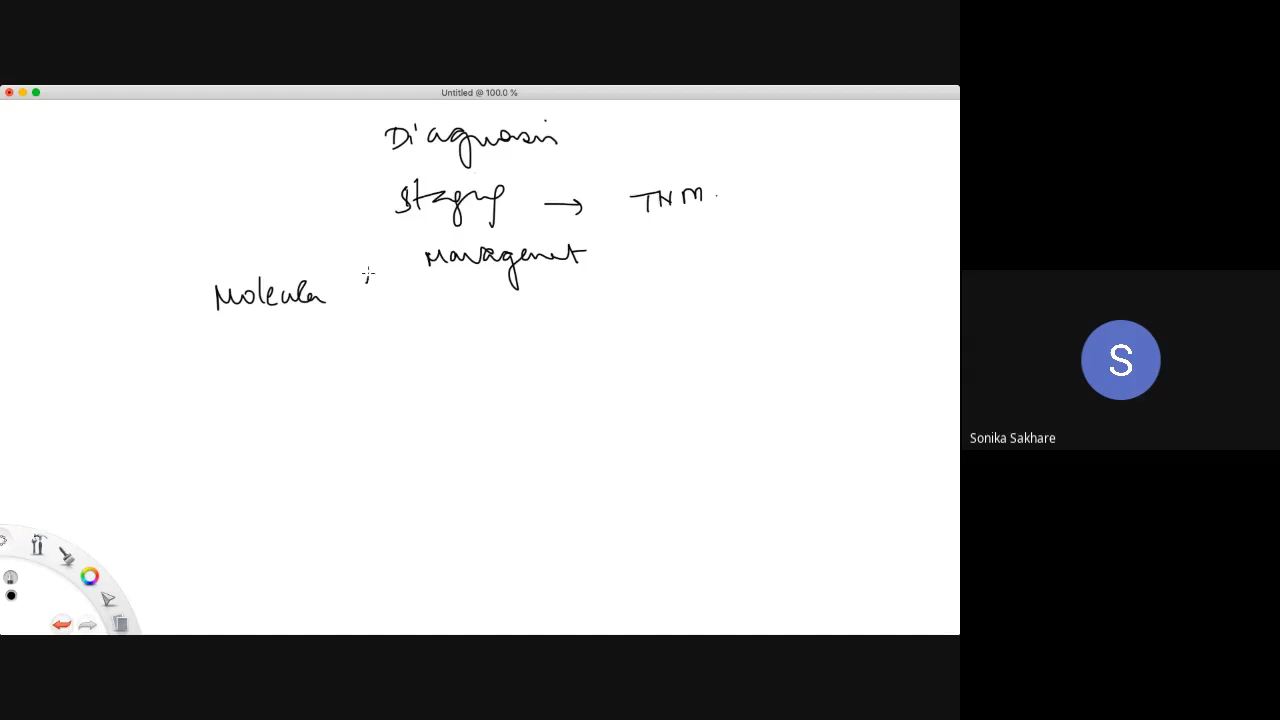 Untitled @ 100.0 %
Diagnosis
Staging → TNM.
Management
Molecular
S
Sonika Sakhare